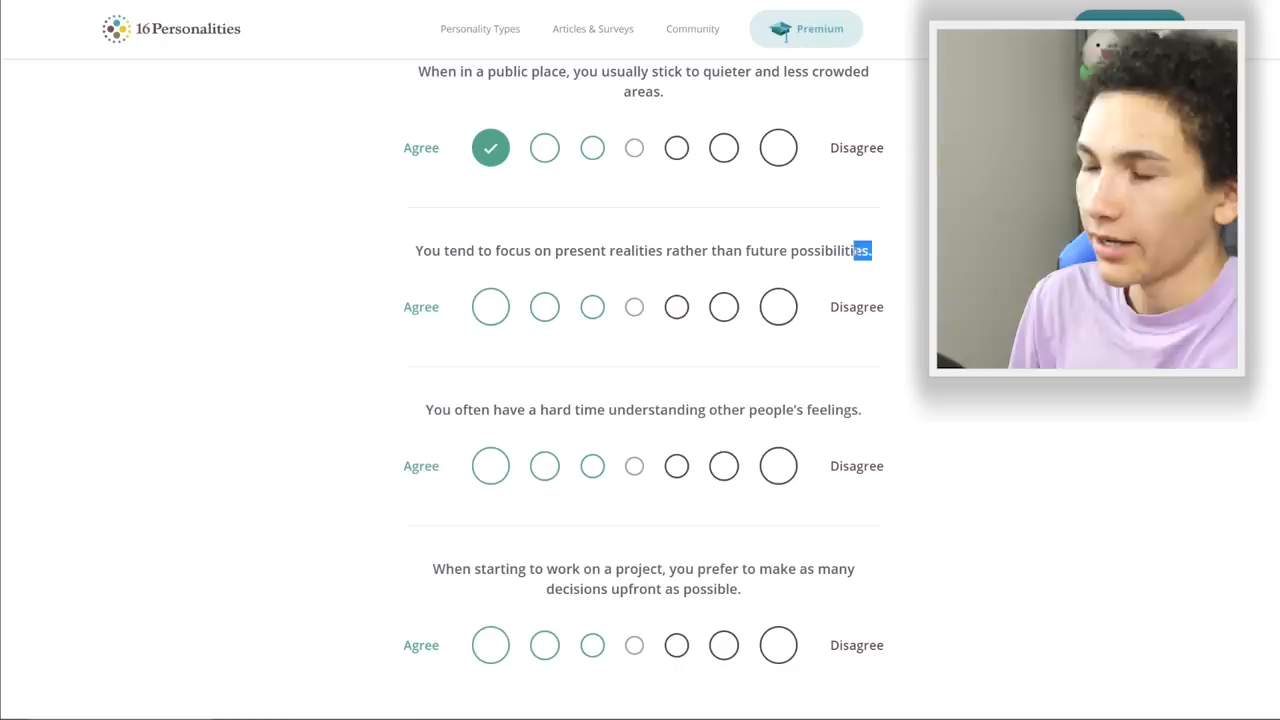 16Personalities
Personality Types
Articles & Surveys
Community
Premium
When in a public place, you usually stick to quieter and less crowded
areas.
Agree
Disagree
You tend to focus on present realities rather than future possibilities.
Agree
Disagree
You often have a hard time understanding other people’s feelings.
Agree
Disagree
When starting to work on a project, you prefer to make as many
decisions upfront as possible.
Agree
Disagree